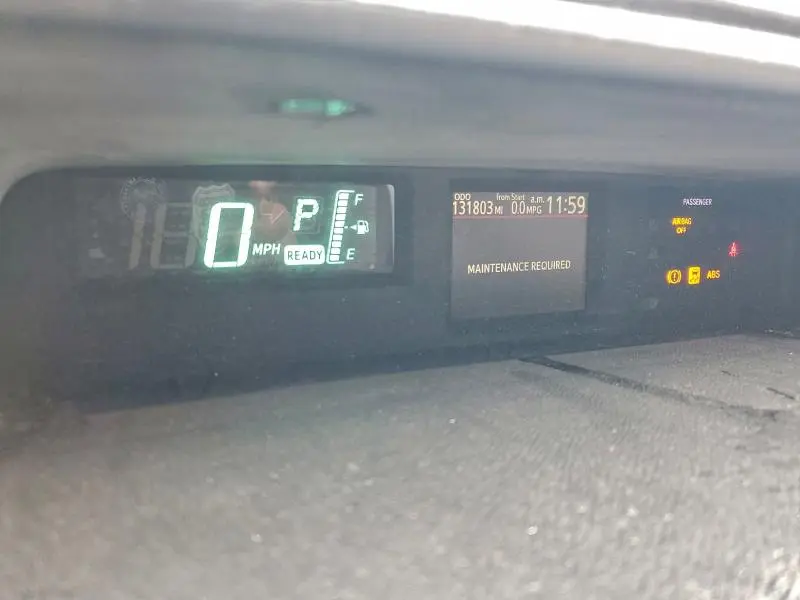 0 MPH
P
READY
F
E
ODO
131803 MI
from Start
0.0 MPG
a.m. 11:59
MAINTENANCE REQUIRED
PASSENGER
AIRBAG
OFF
ABS